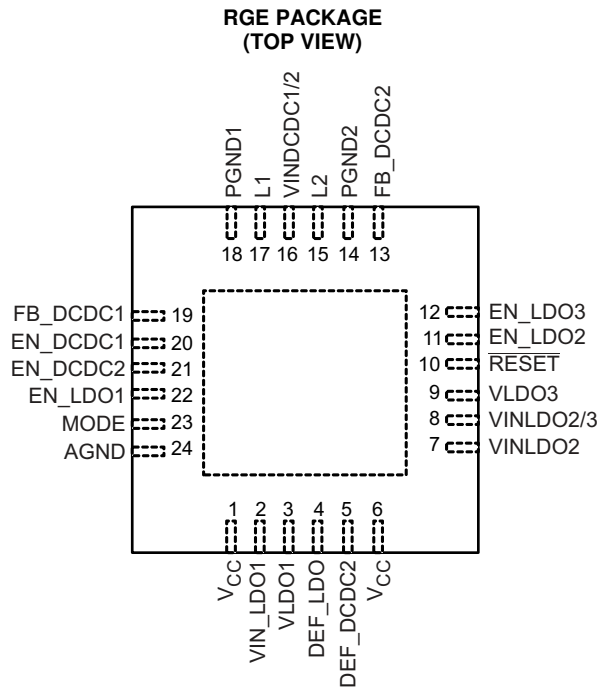 RGE PACKAGE
(TOP VIEW)
PGND1
L1
VINDCDC1/2
L2
PGND2
FB_DCDC2
18 17 16 15 14 13
FB_DCDC1 19
EN_DCDC1 20
EN_DCDC2 21
EN_LDO1 22
MODE 23
AGND 24
12 EN_LDO3
11 EN_LDO2
10 RESET
9 VLDO3
8 VINLDO2/3
7 VINLDO2
1 2 3 4 5 6
VCC
VIN_LDO1
VLDO1
DEF_LDO
DEF_DCDC2
VCC